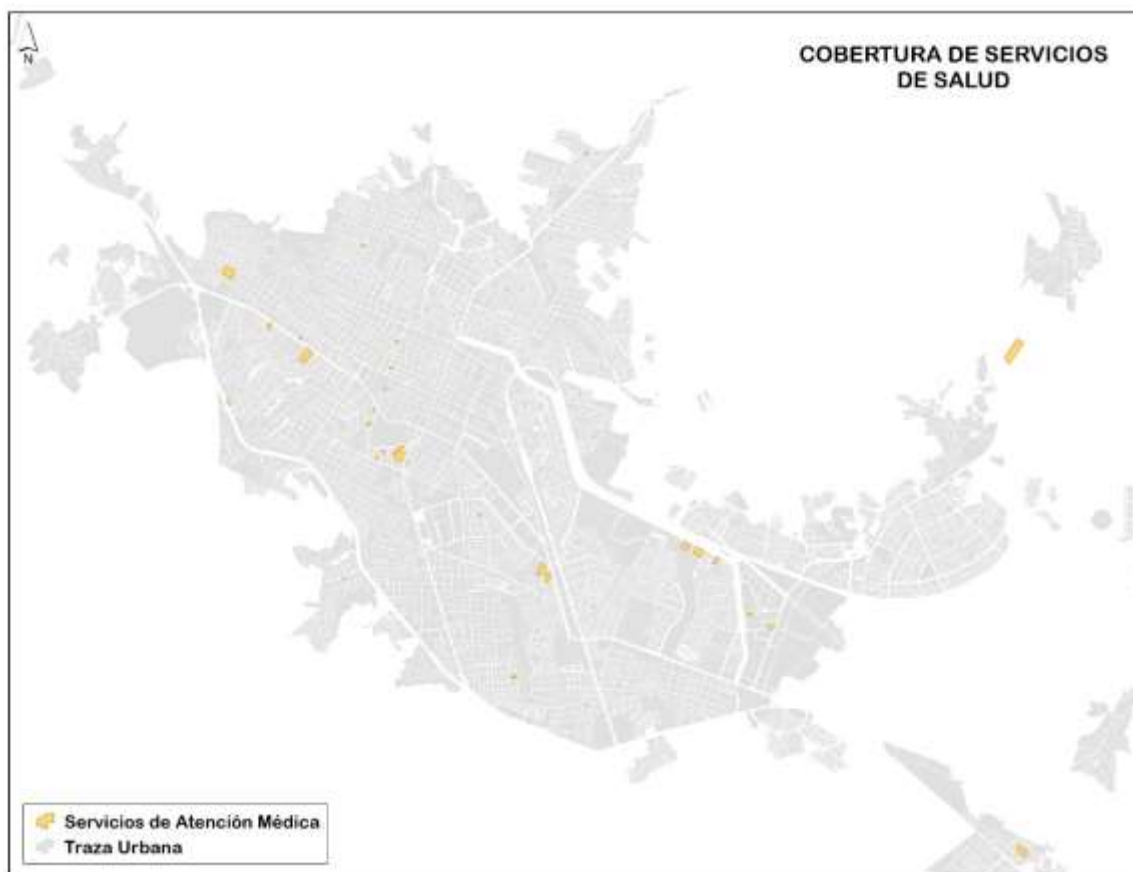 N
COBERTURA DE SERVICIOS
DE SALUD
Servicios de Atención Médica
Traza Urbana